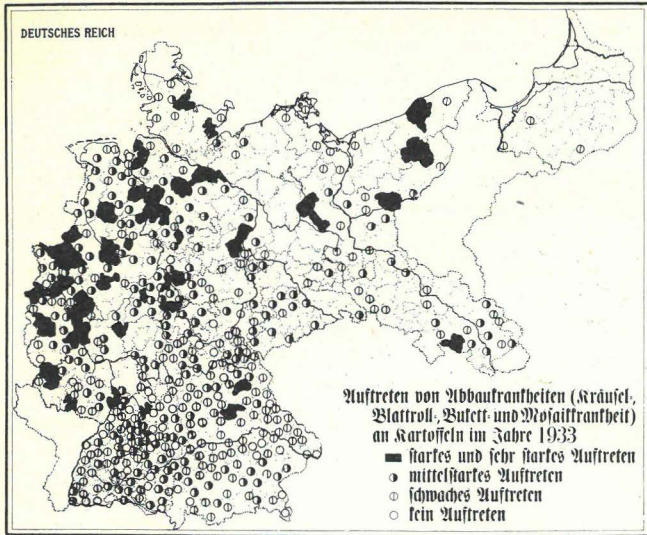 DEUTSCHES REICH
Auftreten von Abbaukrankheiten (Kräusel-,
Blattroll-, Bukett- und Mosaikkrankheit)
an Kartoffeln im Jahre 1933
starkes und sehr starkes Auftreten
mittelstarkes Auftreten
schwaches Auftreten
kein Auftreten